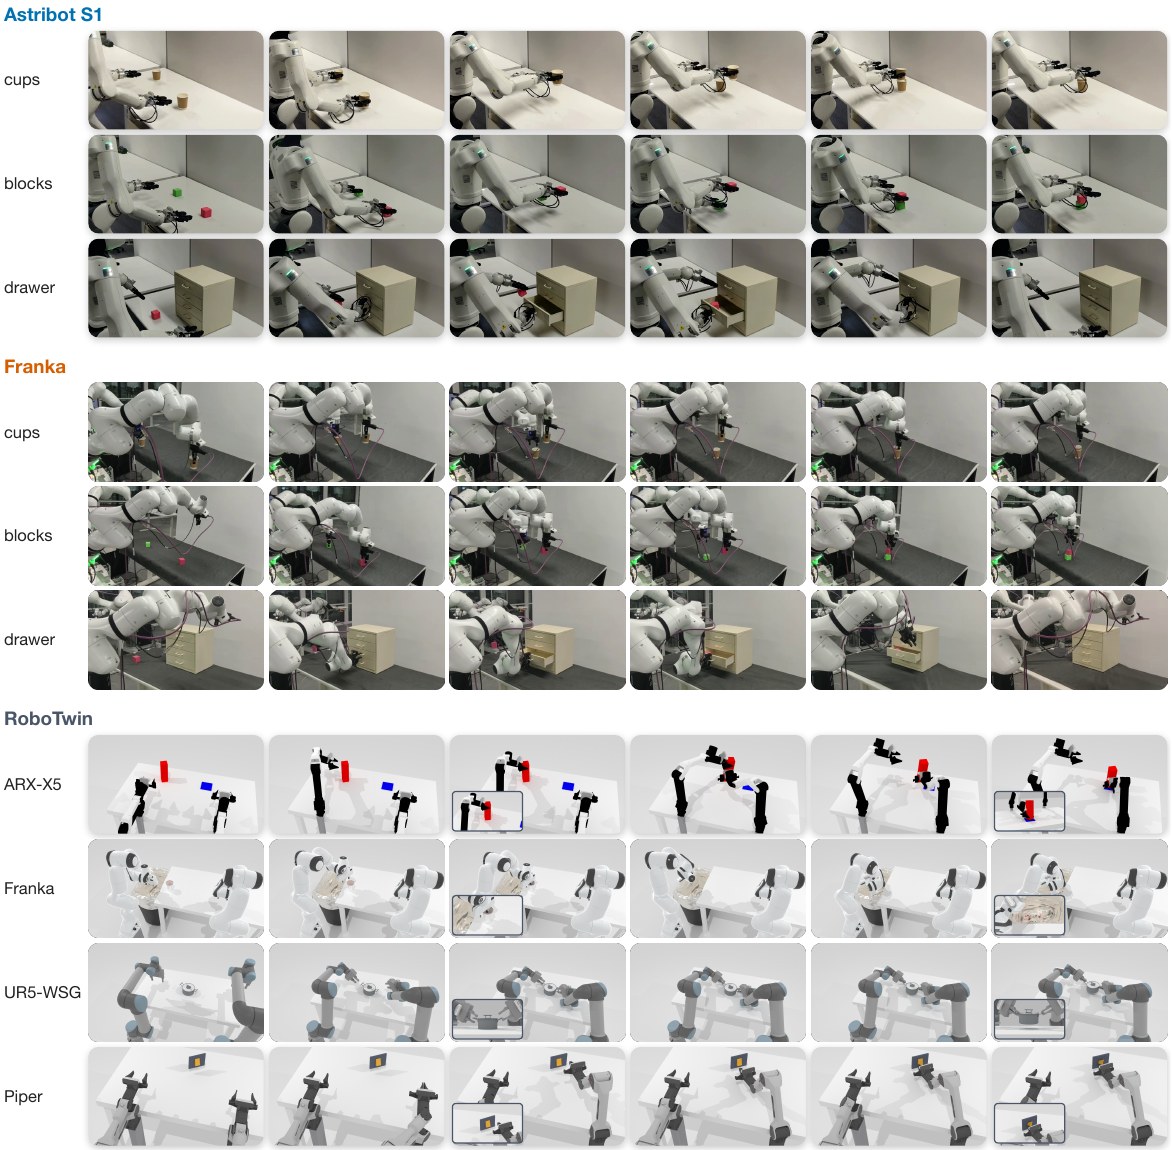 Astribot S1
cups
blocks
drawer
Franka
cups
blocks
drawer
RoboTwin
ARX-X5
Franka
UR5-WSG
Piper